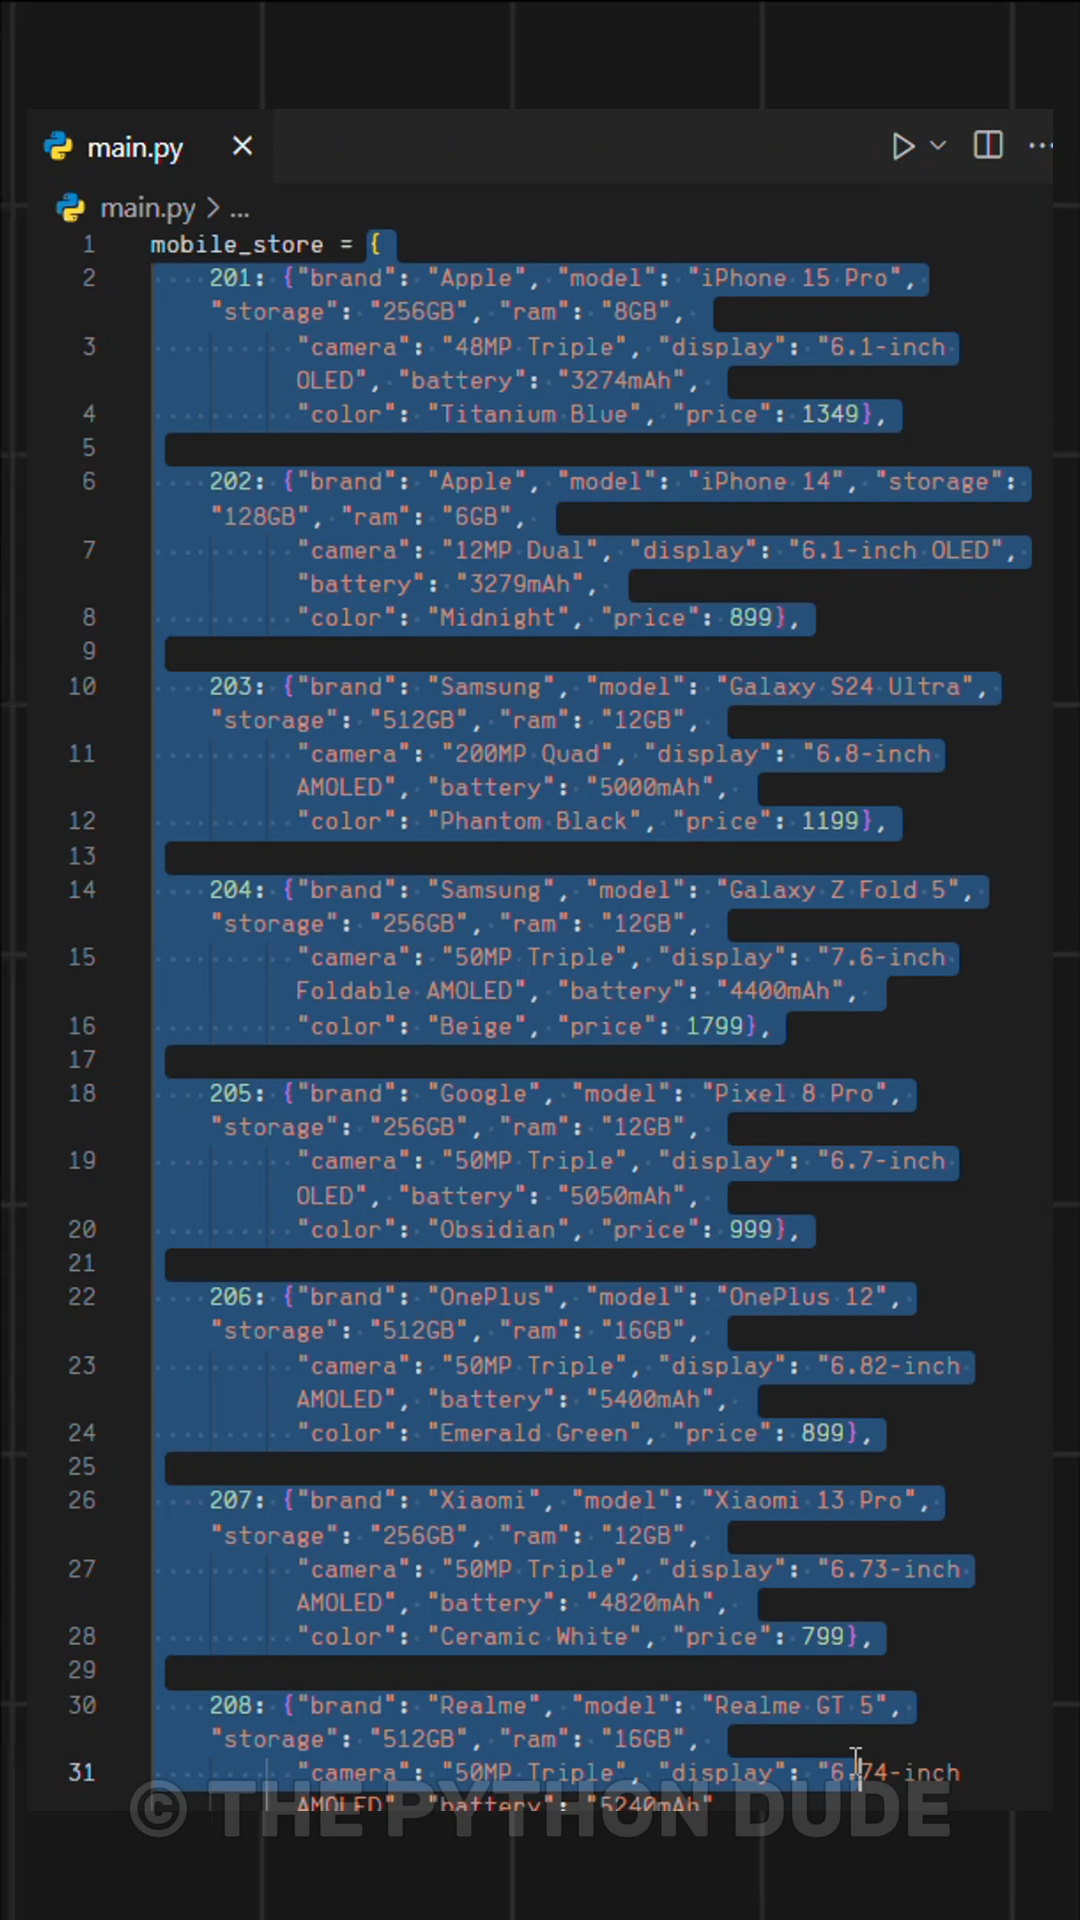 main.py
main.py > ...
1 mobile_store = {
2 201: {"brand": "Apple", "model": "iPhone 15 Pro",
"storage": "256GB", "ram": "8GB",
3 "camera": "48MP Triple", "display": "6.1-inch
OLED", "battery": "3274mAh",
4 "color": "Titanium Blue", "price": 1349},
5
6 202: {"brand": "Apple", "model": "iPhone 14", "storage":
"128GB", "ram": "6GB",
7 "camera": "12MP Dual", "display": "6.1-inch OLED",
"battery": "3279mAh",
8 "color": "Midnight", "price": 899},
9
10 203: {"brand": "Samsung", "model": "Galaxy S24 Ultra",
"storage": "512GB", "ram": "12GB",
11 "camera": "200MP Quad", "display": "6.8-inch
AMOLED", "battery": "5000mAh",
12 "color": "Phantom Black", "price": 1199},
13
14 204: {"brand": "Samsung", "model": "Galaxy Z Fold 5",
"storage": "256GB", "ram": "12GB",
15 "camera": "50MP Triple", "display": "7.6-inch
Foldable AMOLED", "battery": "4400mAh",
16 "color": "Beige", "price": 1799},
17
18 205: {"brand": "Google", "model": "Pixel 8 Pro",
"storage": "256GB", "ram": "12GB",
19 "camera": "50MP Triple", "display": "6.7-inch
OLED", "battery": "5050mAh",
20 "color": "Obsidian", "price": 999},
21
22 206: {"brand": "OnePlus", "model": "OnePlus 12",
"storage": "512GB", "ram": "16GB",
23 "camera": "50MP Triple", "display": "6.82-inch
AMOLED", "battery": "5400mAh",
24 "color": "Emerald Green", "price": 899},
25
26 207: {"brand": "Xiaomi", "model": "Xiaomi 13 Pro",
"storage": "256GB", "ram": "12GB",
27 "camera": "50MP Triple", "display": "6.73-inch
AMOLED", "battery": "4820mAh",
28 "color": "Ceramic White", "price": 799},
29
30 208: {"brand": "Realme", "model": "Realme GT 5",
"storage": "512GB", "ram": "16GB",
31 "camera": "50MP Triple", "display": "6.74-inch
AMOLED", "battery": "5240mAh"
© THE PYTHON DUDE